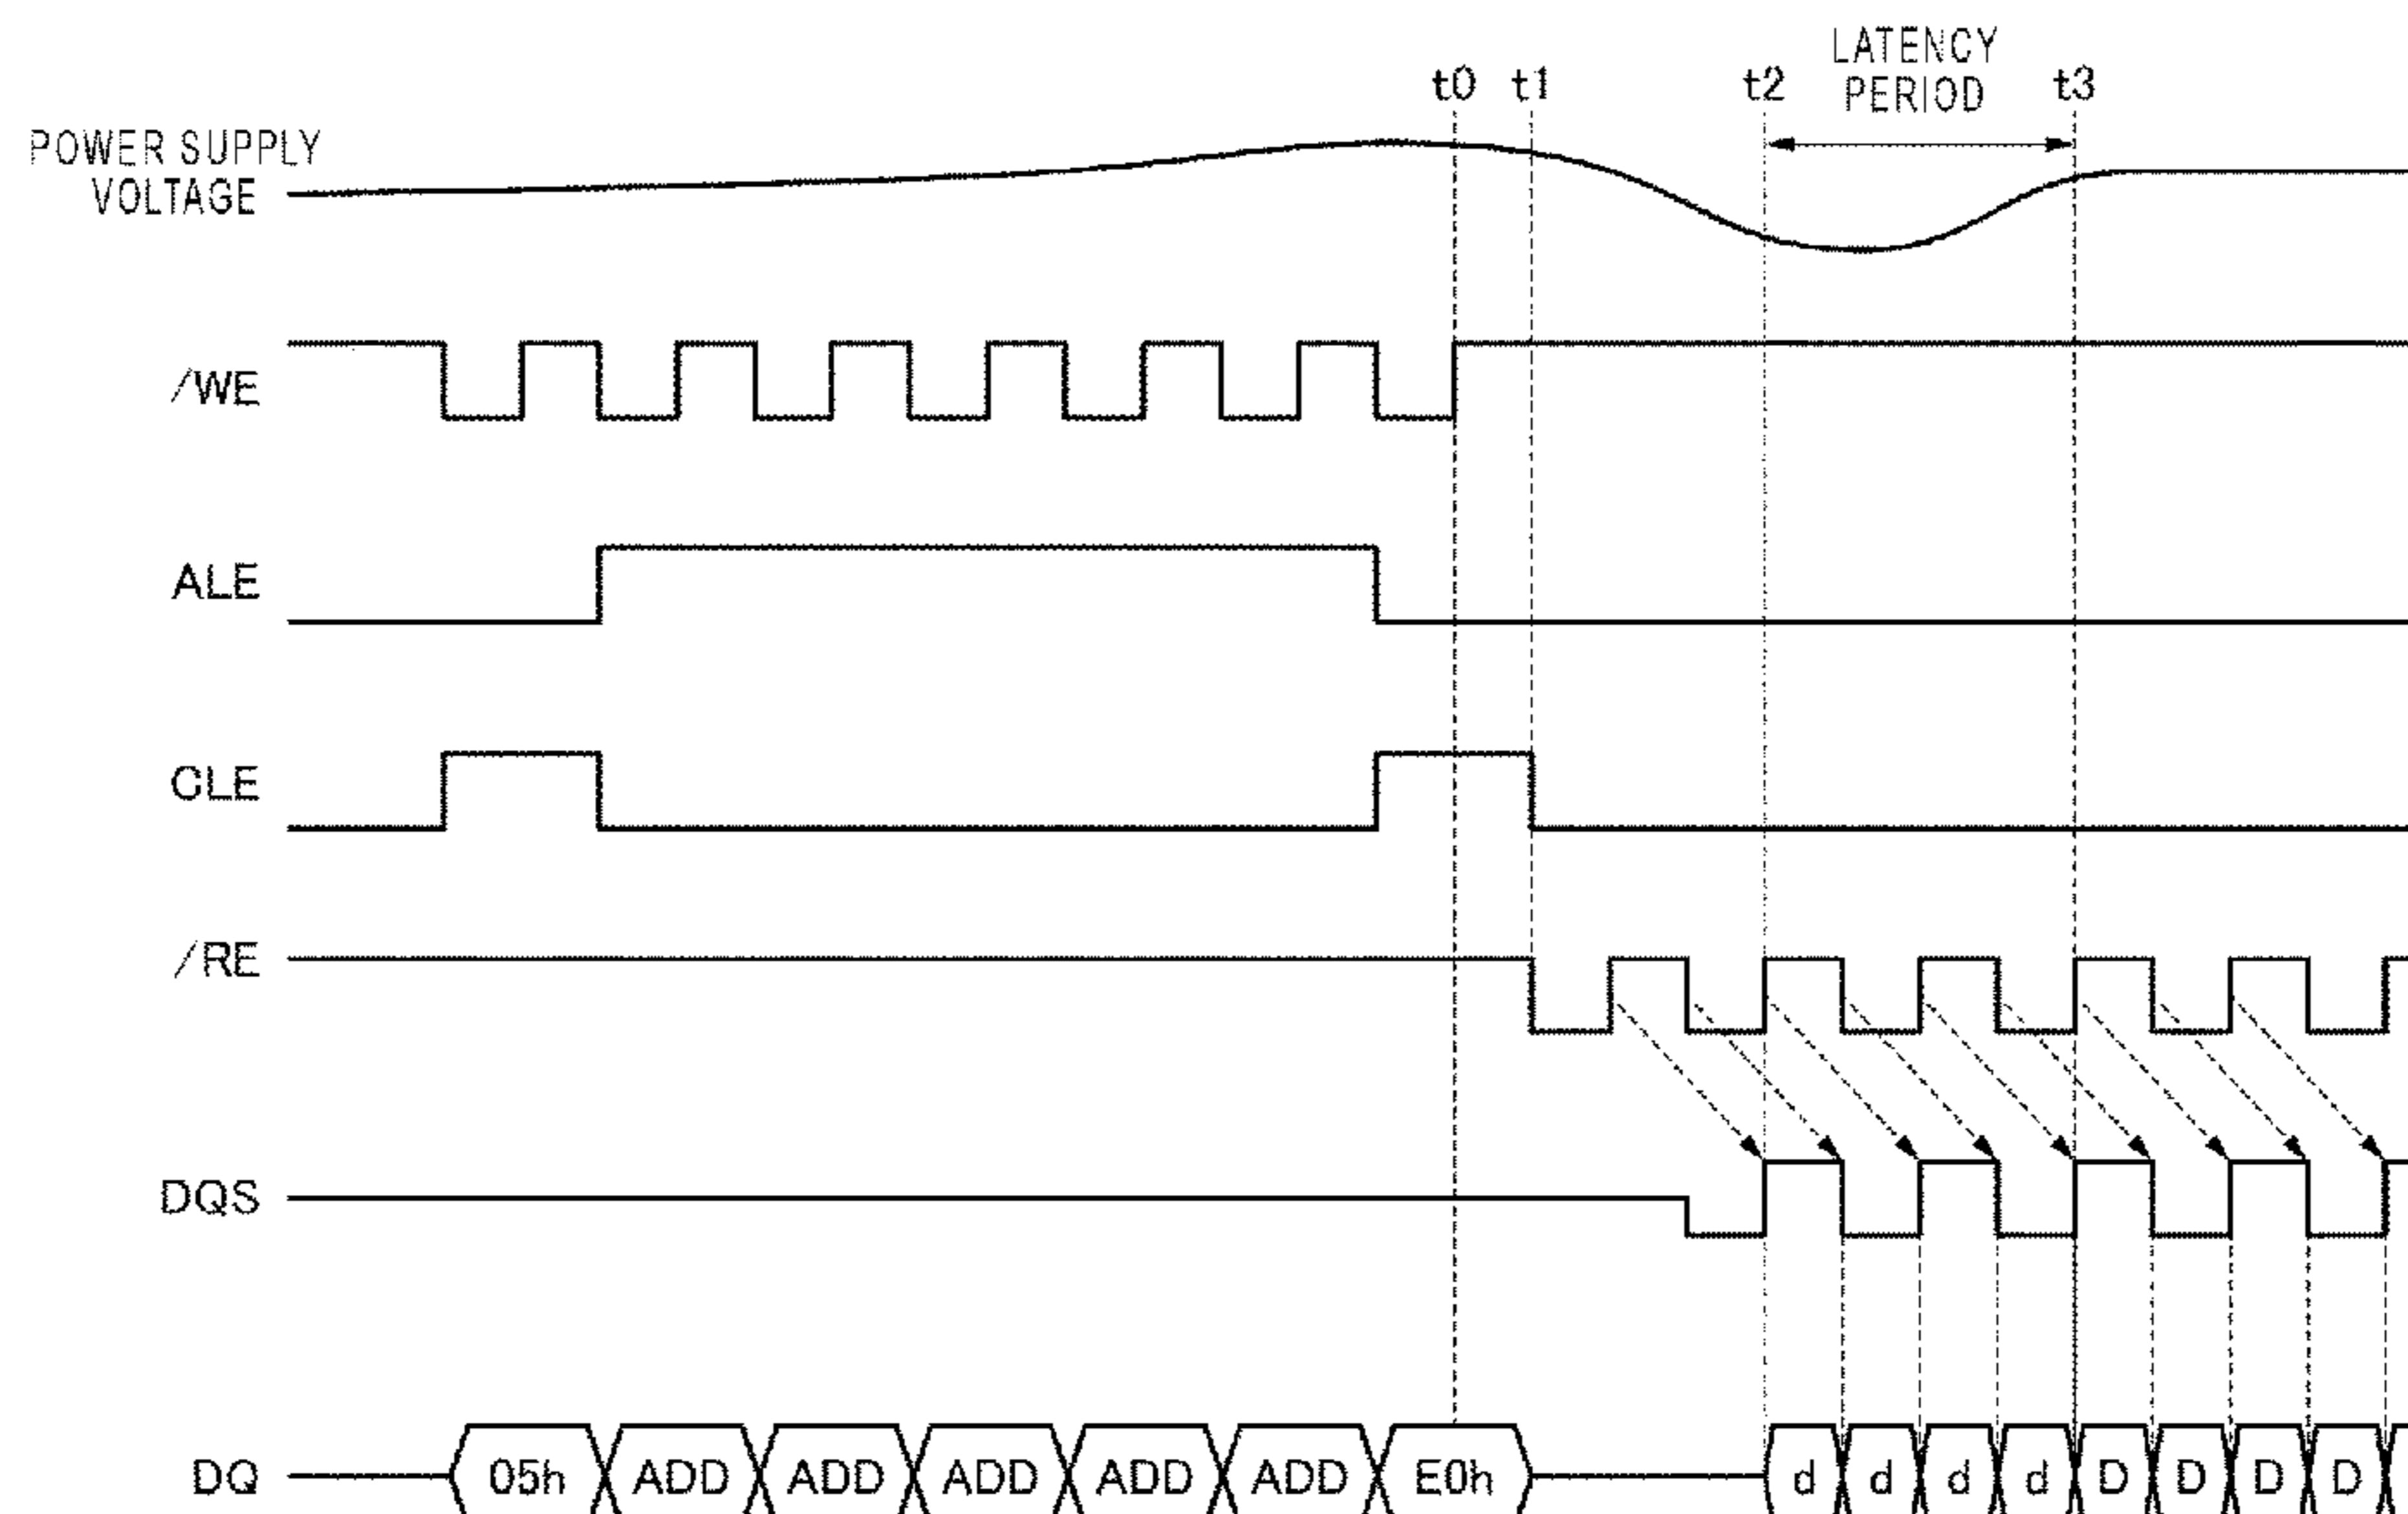 LATENCY
PERIOD
t0 t1 t2 t3
POWER SUPPLY
VOLTAGE
/WE
ALE
CLE
/RE
DQS
DQ 05h ADD ADD ADD ADD ADD E0h d d d d D D D D